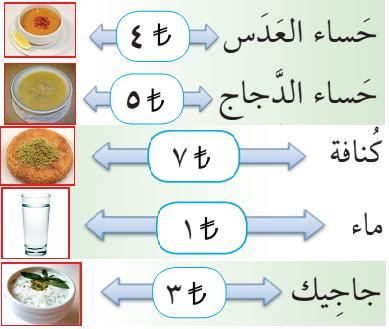 حَساء العَدَس ٤ ₺
حَساء الدَّجاج ٥ ₺
كُنافة ٧ ₺
ماء ١ ₺
جاجِيك ٣ ₺